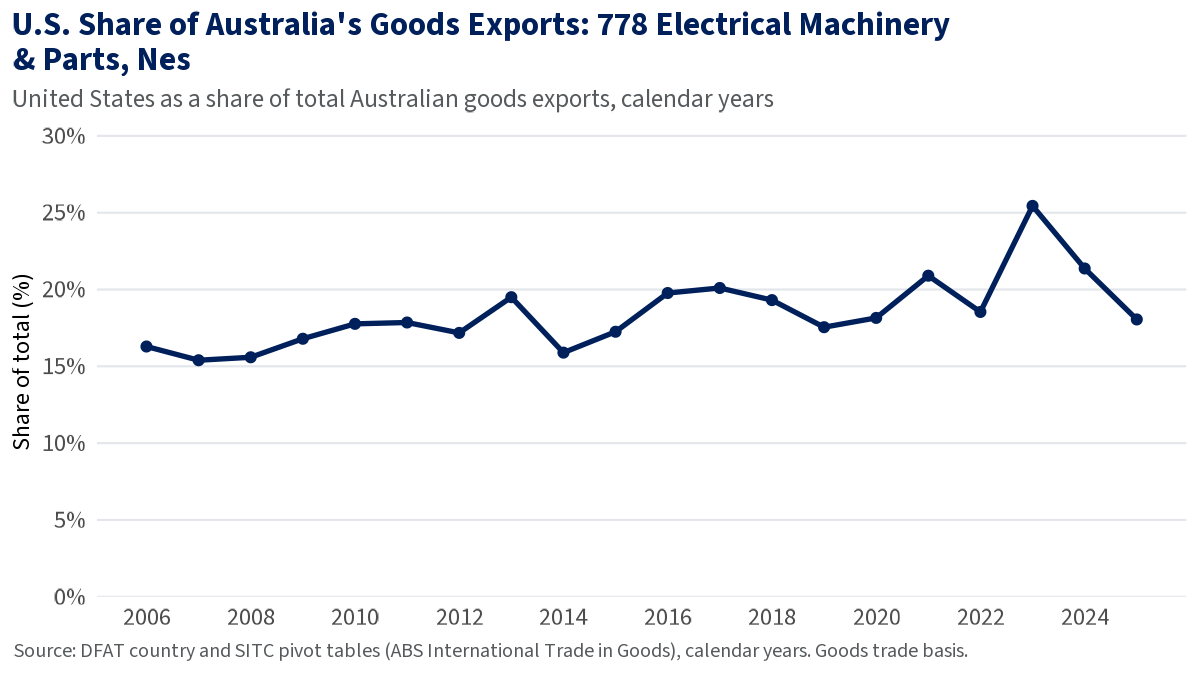 U.S. Share of Australia's Goods Exports: 778 Electrical Machinery
& Parts, Nes
United States as a share of total Australian goods exports, calendar years
Share of total (%)
30%
25%
20%
15%
10%
5%
0%
2006 2008 2010 2012 2014 2016 2018 2020 2022 2024
Source: DFAT country and SITC pivot tables (ABS International Trade in Goods), calendar years. Goods trade basis.